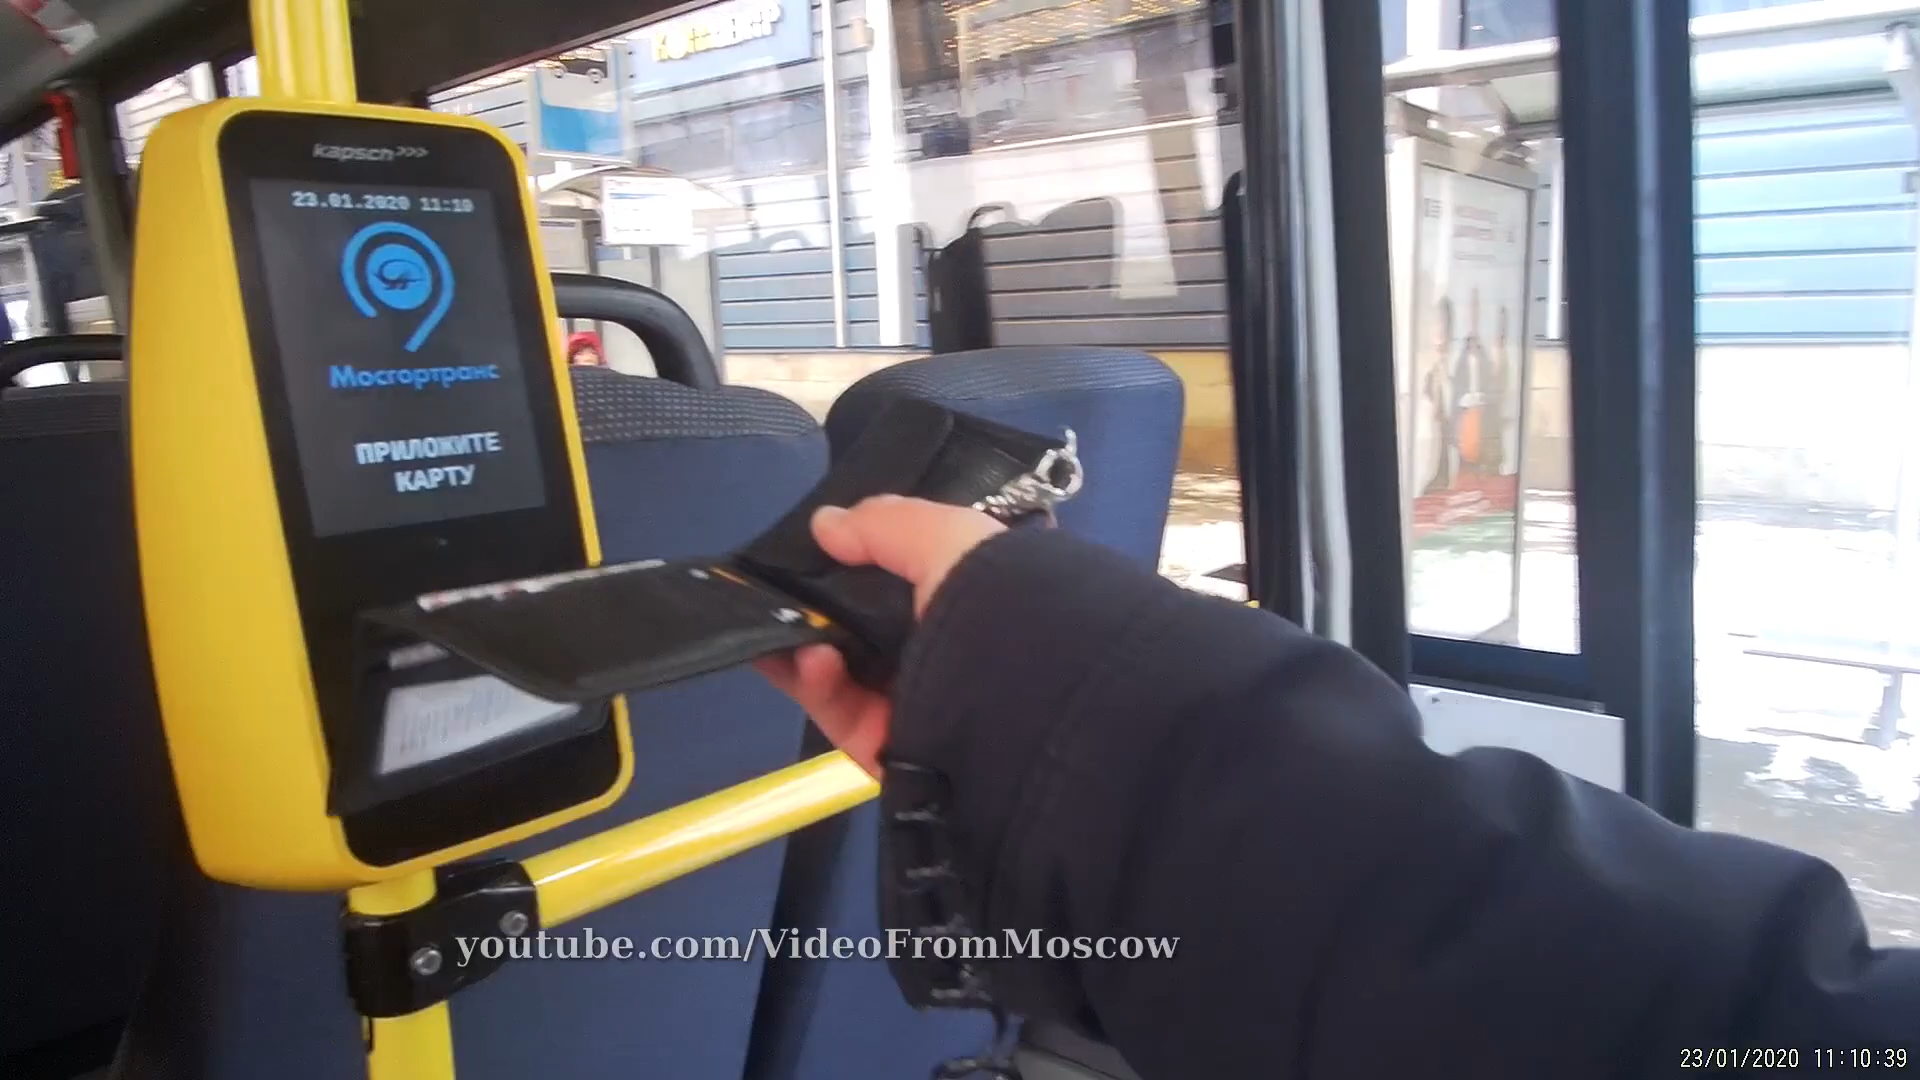 kapsch>>>
23.01.2020 11:10
Мосгортранс
ПРИЛОЖИТЕ
КАРТУ
youtube.com/VideoFromMoscow
23/01/2020 11:10:39